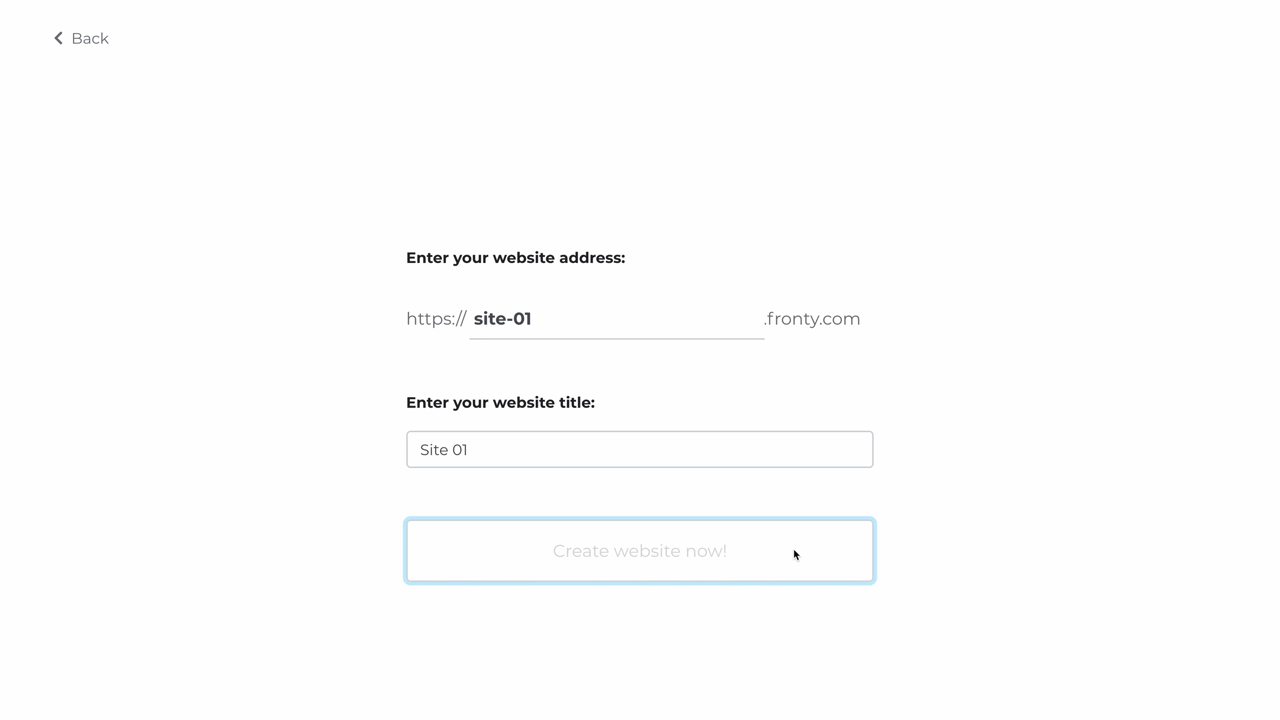 Back
Enter your website address:
https:// site-01 .fronty.com
Enter your website title:
Site 01
Create website now!